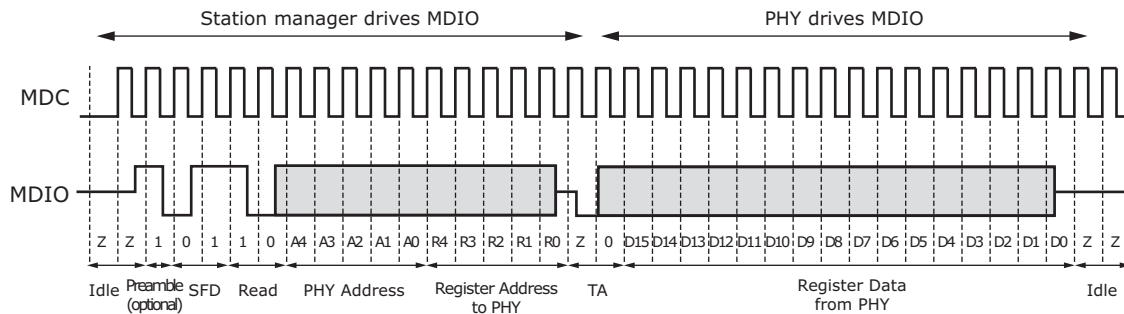 Station manager drives MDIO PHY drives MDIO
MDC
MDIO
Z Z 1 0 1 1 0 A4 A3 A2 A1 A0 R4 R3 R2 R1 R0 Z 0 D15 D14 D13 D12 D11 D10 D9 D8 D7 D6 D5 D4 D3 D2 D1 D0 Z Z
Idle Preamble (optional) SFD Read PHY Address Register Address to PHY TA Register Data from PHY Idle